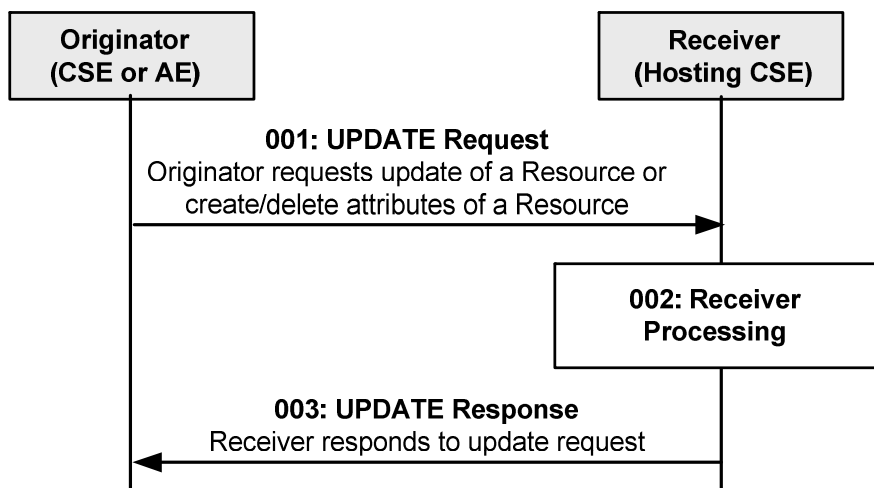 Originator
(CSE or AE)
Receiver
(Hosting CSE)
001: UPDATE Request
Originator requests update of a Resource or
create/delete attributes of a Resource
002: Receiver
Processing
003: UPDATE Response
Receiver responds to update request